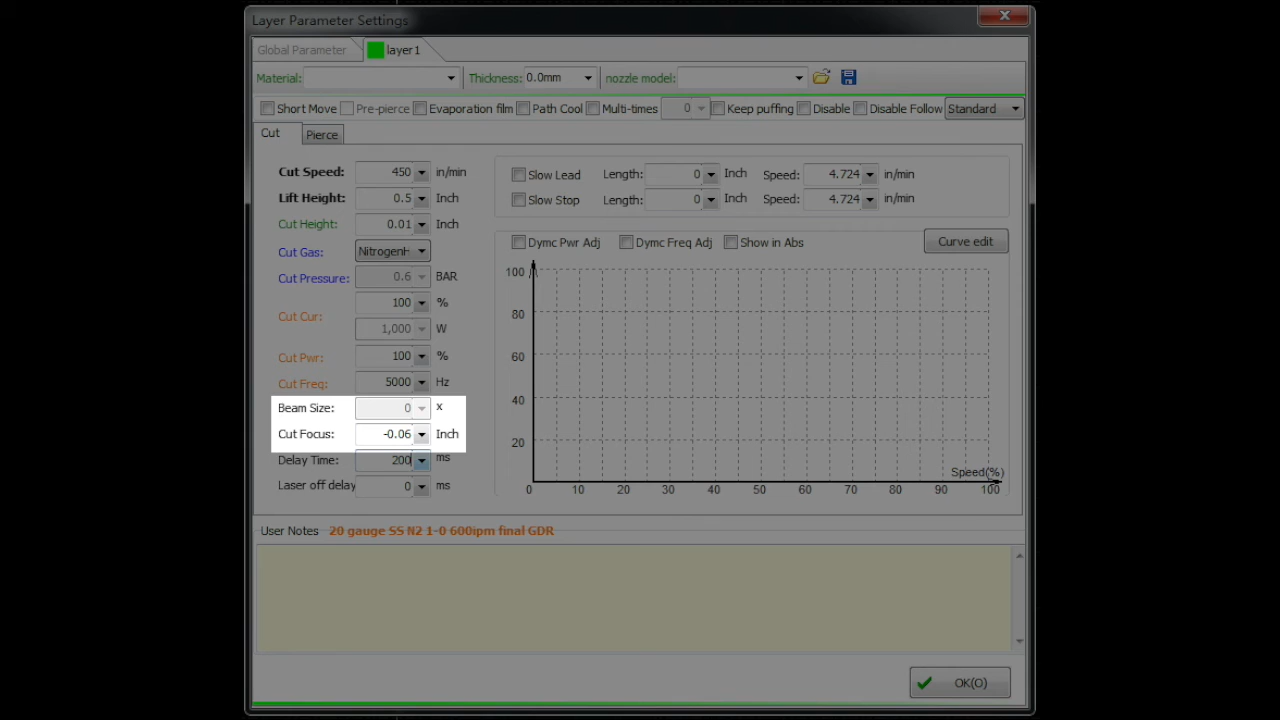 Layer Parameter Settings
Global Parameter layer1
Material: Thickness: 0.0mm nozzle model:
Short Move Pre-pierce Evaporation film Path Cool Multi-times 0 Keep puffing Disable Disable Follow Standard
Cut Pierce
Cut Speed: 450 in/min
Lift Height: 0.5 Inch
Cut Height: 0.01 Inch
Cut Gas: NitrogenH
Cut Pressure: 0.6 BAR
100 %
Cut Cur:
1,000 W
Cut Pwr: 100 %
Cut Freq: 5000 Hz
Beam Size: 0 x
Cut Focus: -0.06 Inch
Delay Time: 200 ms
Laser off delay 0 ms
Slow Lead Length: 0 Inch Speed: 4.724 in/min
Slow Stop Length: 0 Inch Speed: 4.724 in/min
Dymc Pwr Adj Dymc Freq Adj Show in Abs Curve edit
100
80
60
40
20
Speed(%)
0 10 20 30 40 50 60 70 80 90 100
User Notes 20 gauge SS N2 1-0 600ipm final GDR
OK(O)